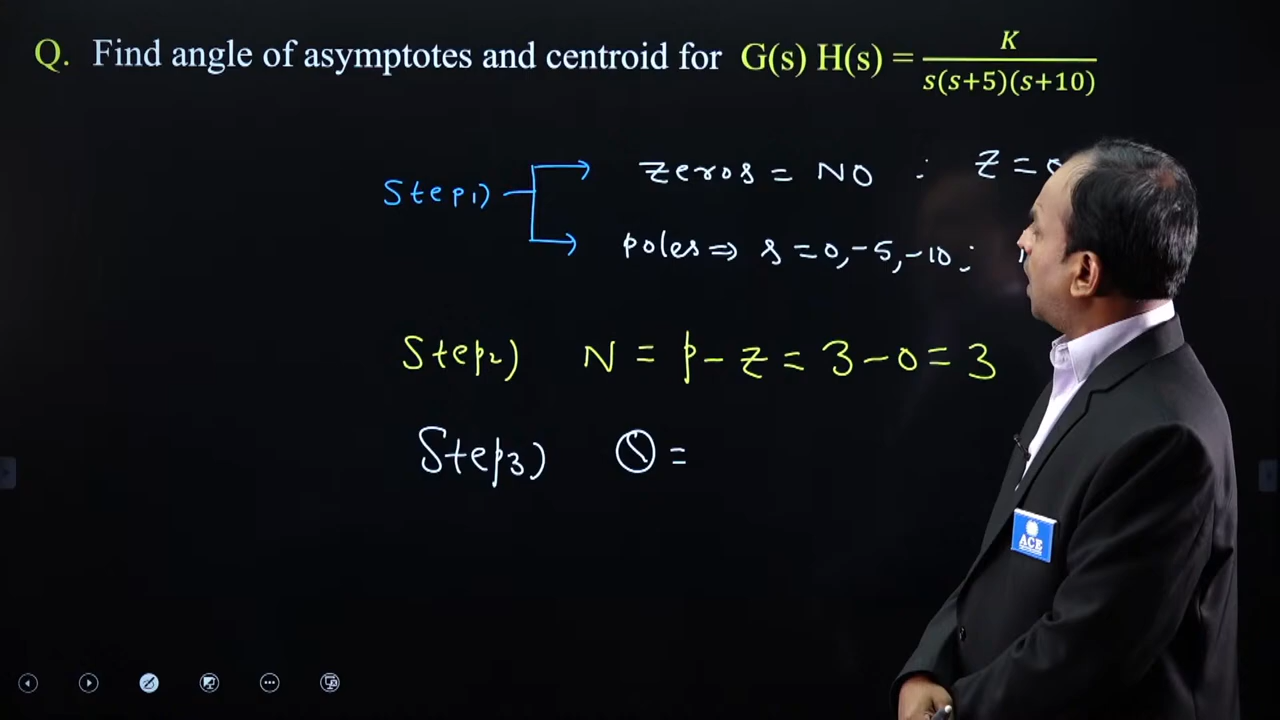 Q. Find angle of asymptotes and centroid for G(s) H(s) = K / s(s+5)(s+10)
Step1) zeros = NO : Z = 0
poles ⇒ s = 0, -5, -10 :
Step2) N = p - z = 3 - 0 = 3
Step3) θ =
ACE